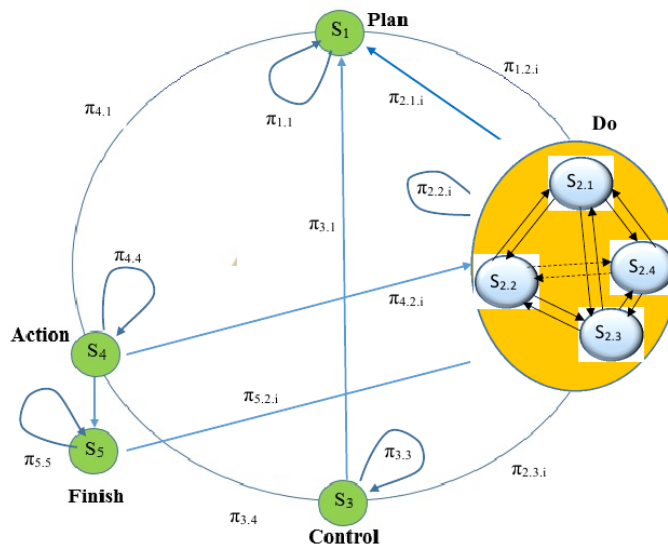 Plan
S1
π1.2.i
π4.1
π2.1.i
π1.1
Do
S2.1
π2.2.i
π3.1
S2.4
π4.4
S2.2
π4.2.i
Action
S2.3
S4
π5.2.i
S5
π5.5
π3.3
π2.3.i
Finish
S3
π3.4
Control